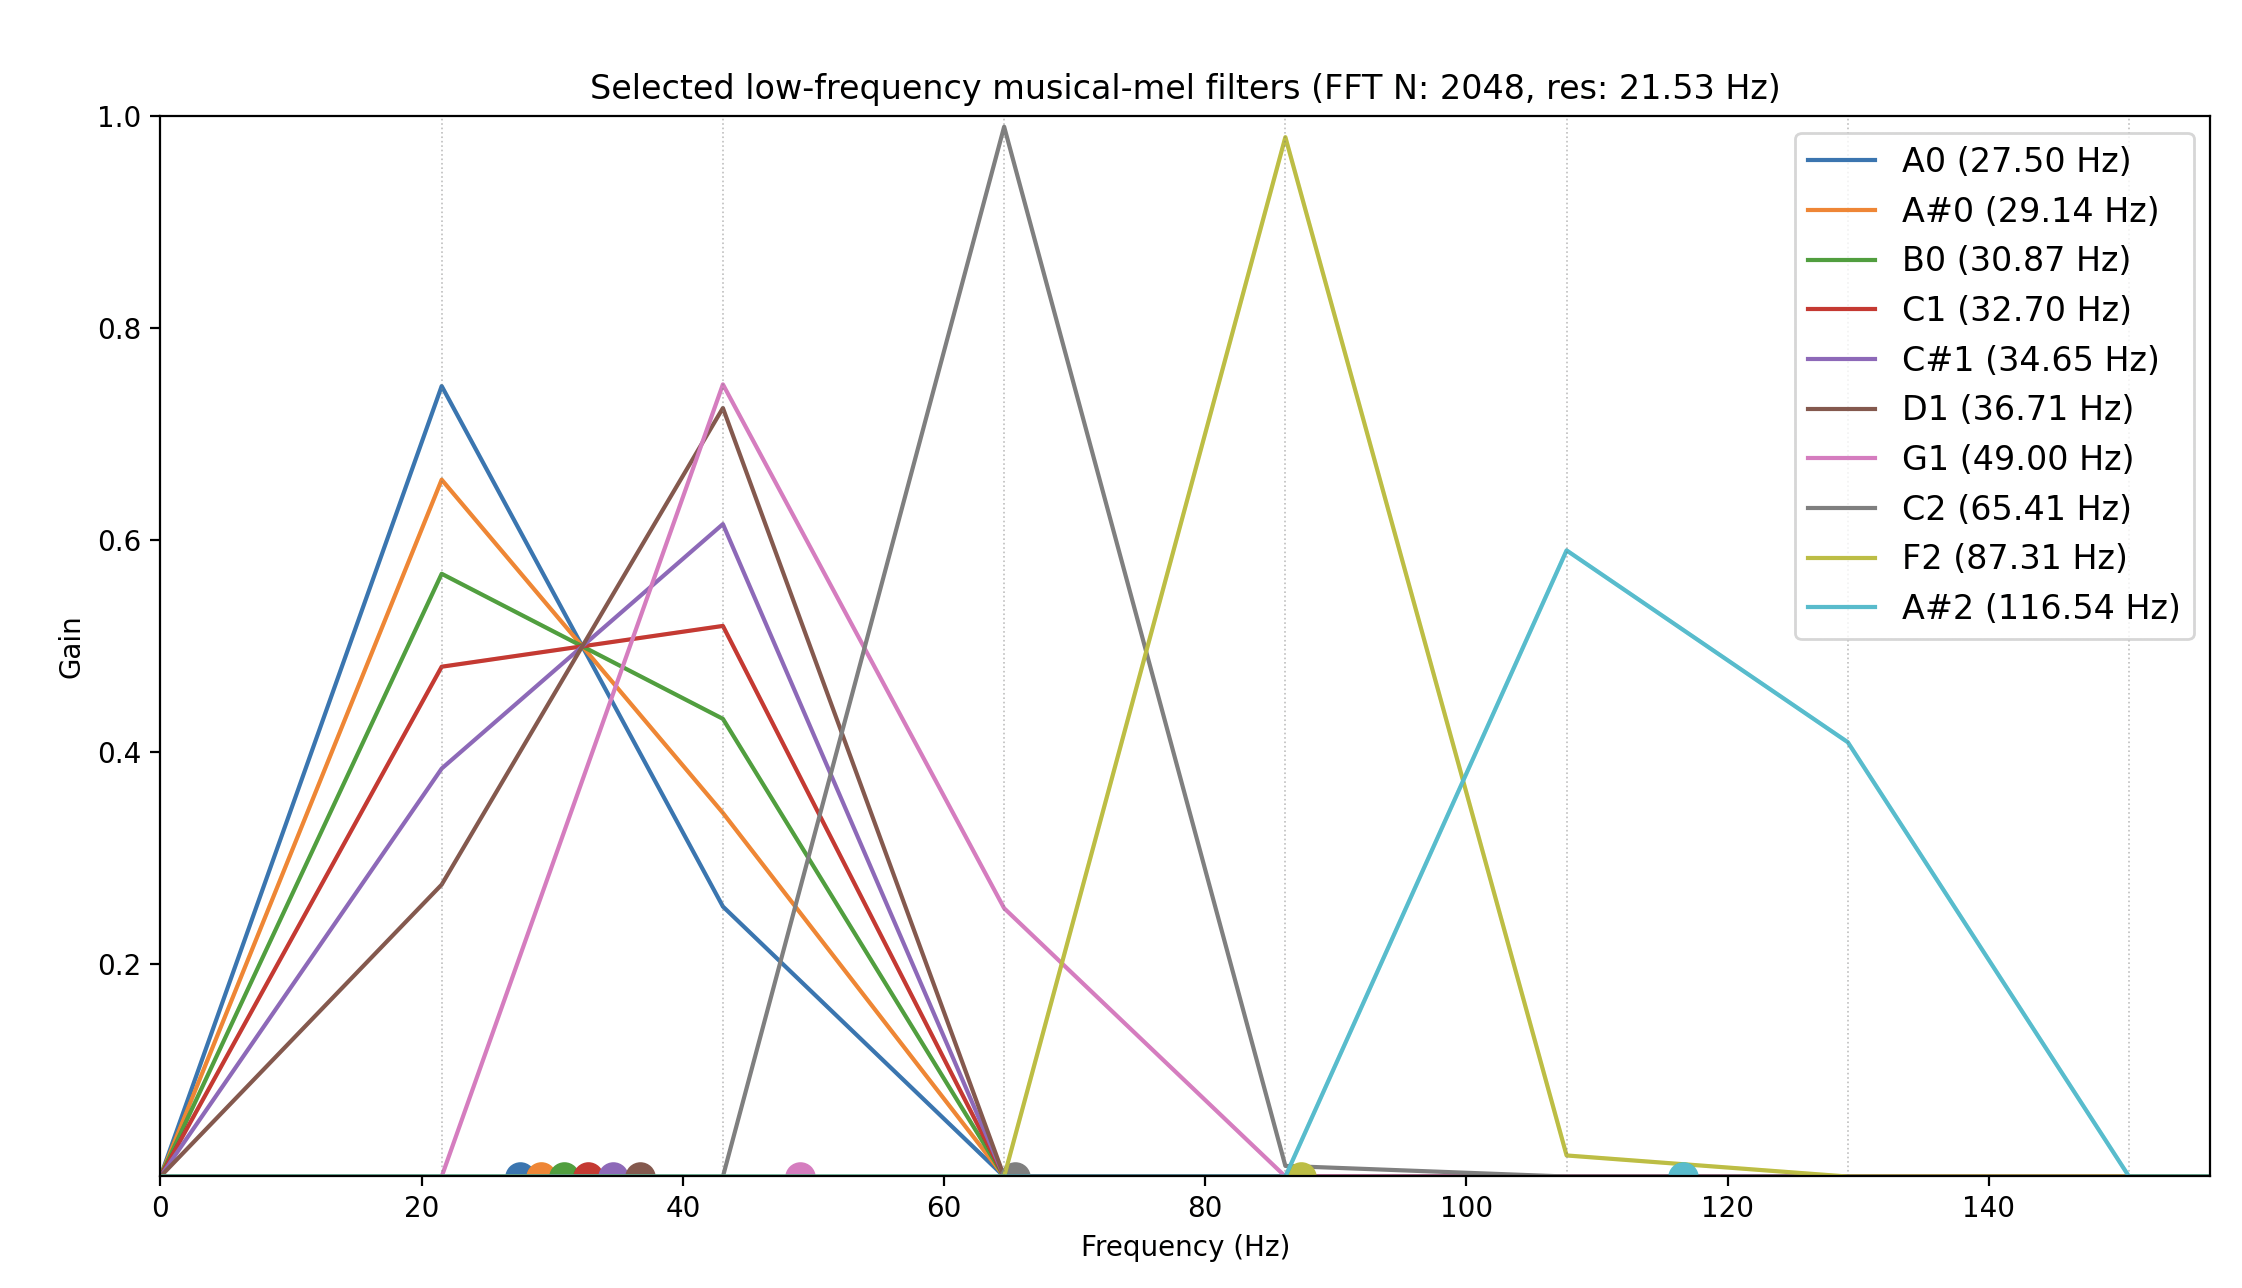 Selected low-frequency musical-mel filters (FFT N: 2048, res: 21.53 Hz)
1.0
0.8
0.6
0.4
0.2
Gain
A0 (27.50 Hz)
A#0 (29.14 Hz)
B0 (30.87 Hz)
C1 (32.70 Hz)
C#1 (34.65 Hz)
D1 (36.71 Hz)
G1 (49.00 Hz)
C2 (65.41 Hz)
F2 (87.31 Hz)
A#2 (116.54 Hz)
0 20 40 60 80 100 120 140
Frequency (Hz)